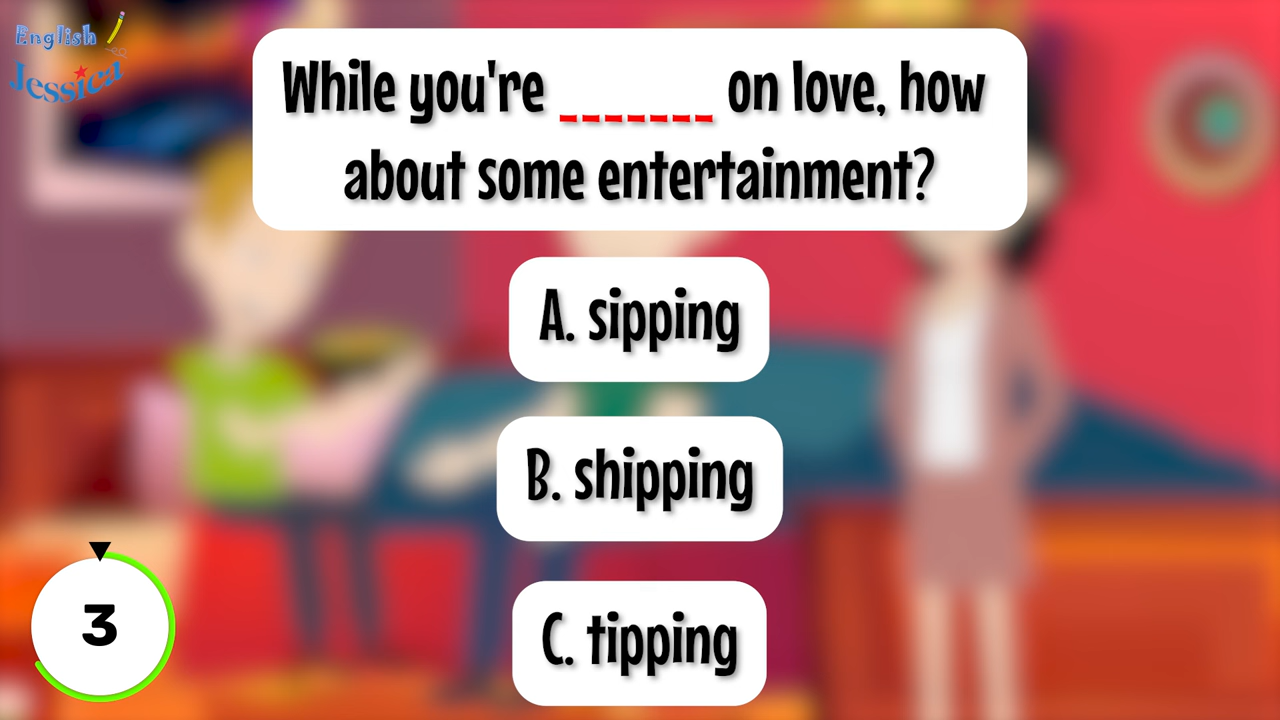 English
Jessica
While you're _______ on love, how
about some entertainment?
A. sipping
B. shipping
C. tipping
3